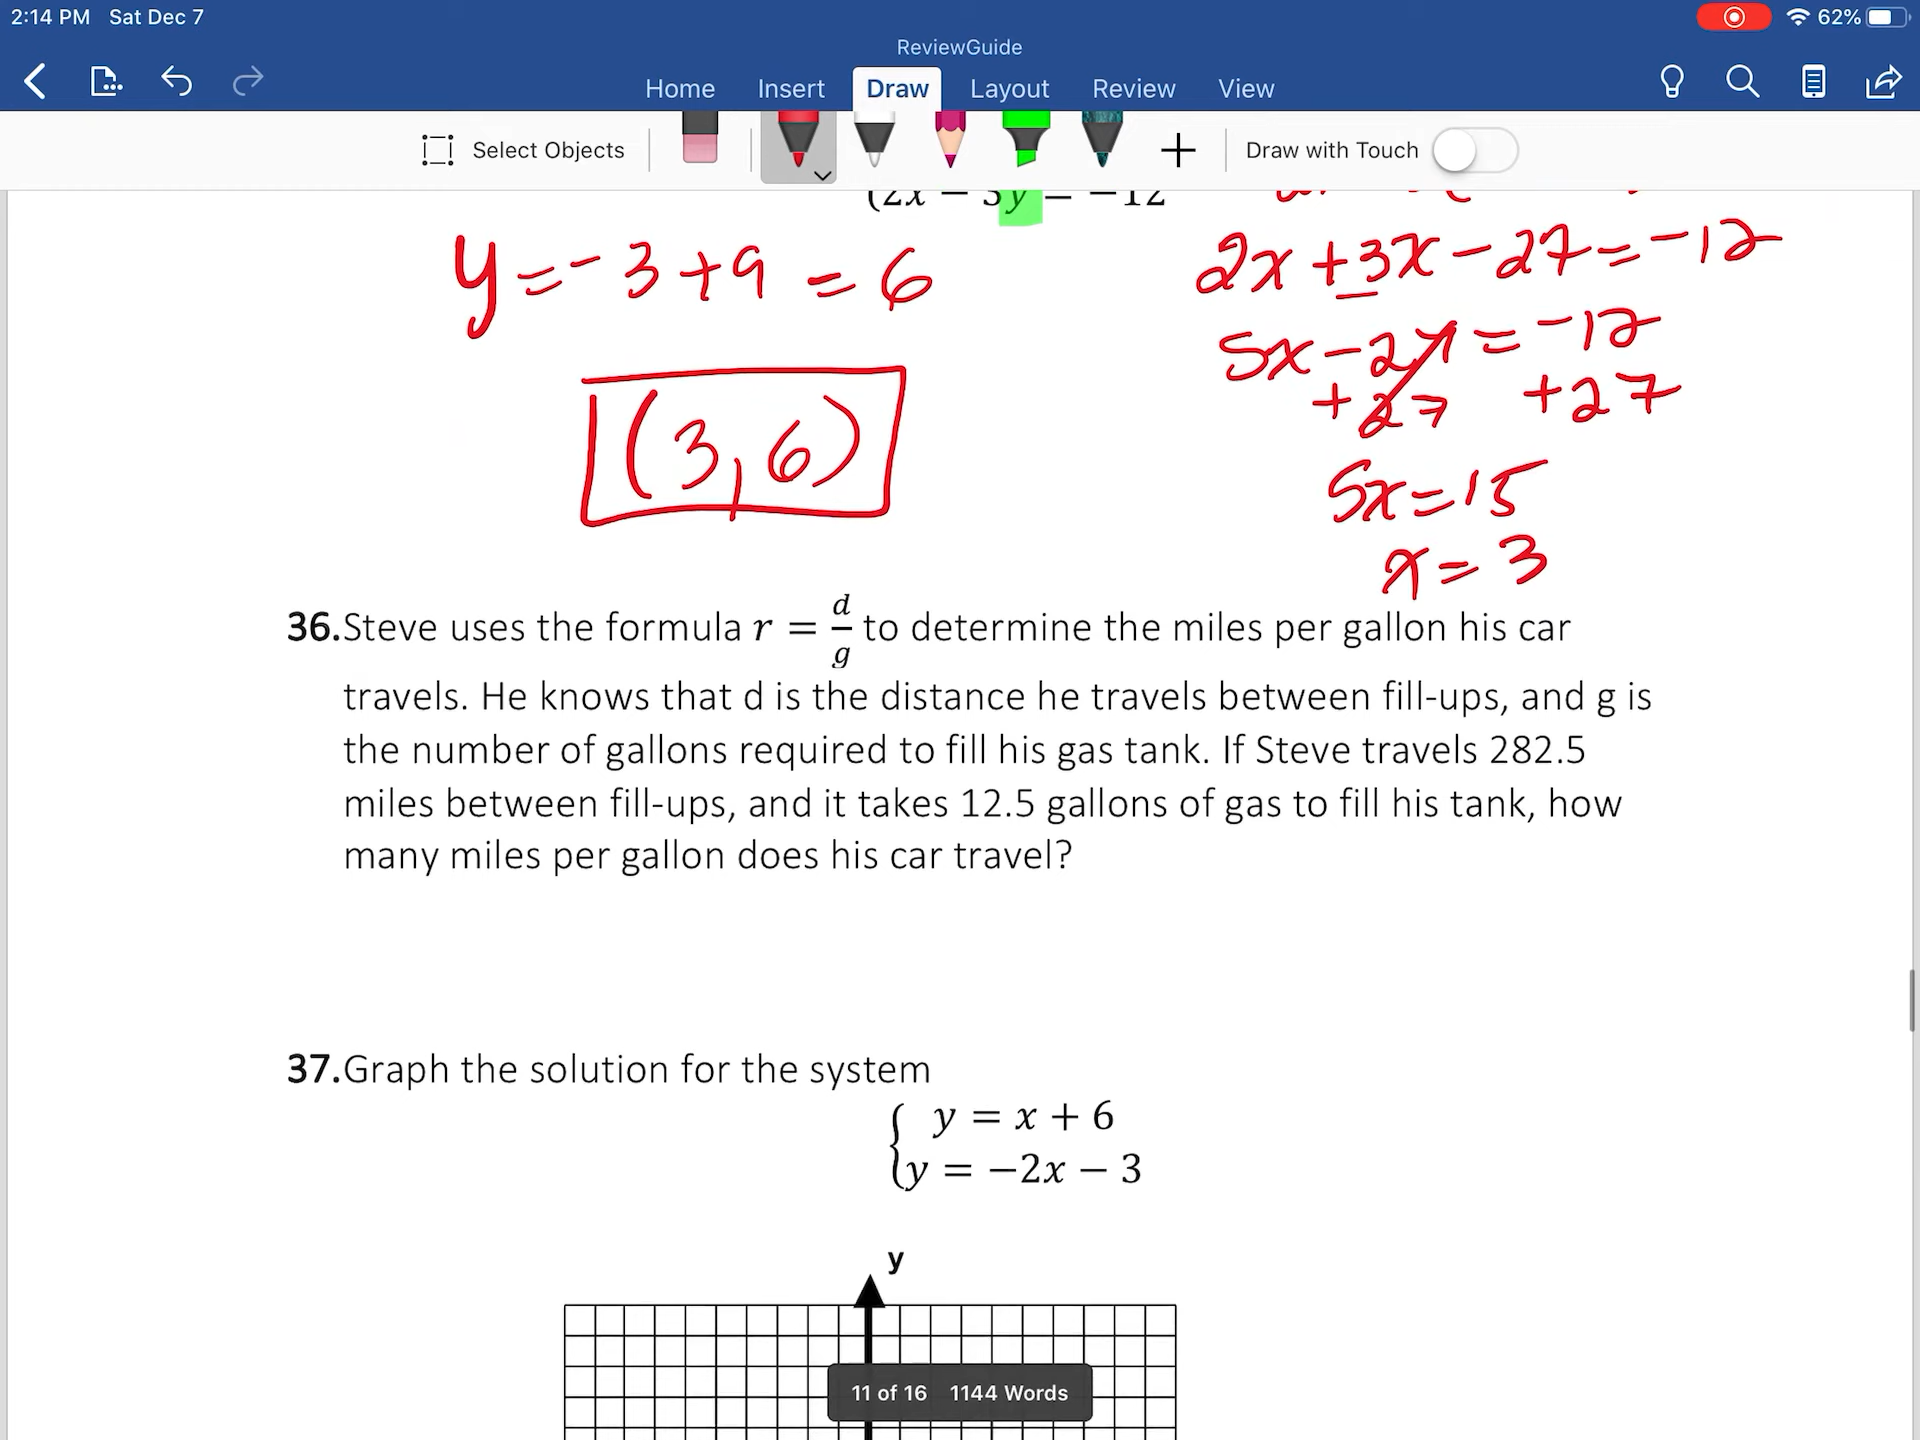 2:14 PM Sat Dec 7
62%
ReviewGuide
Home Insert Draw Layout Review View
Select Objects
Draw with Touch
(2x − 3y = −12
y = -3 + 9 = 6
2x + 3x - 27 = -12
5x - 27 = -12
+27 +27
(3, 6)
5x = 15
x = 3
36. Steve uses the formula r = d/g to determine the miles per gallon his car
travels. He knows that d is the distance he travels between fill-ups, and g is
the number of gallons required to fill his gas tank. If Steve travels 282.5
miles between fill-ups, and it takes 12.5 gallons of gas to fill his tank, how
many miles per gallon does his car travel?
37. Graph the solution for the system
{ y = x + 6
y = −2x − 3
y
11 of 16 1144 Words